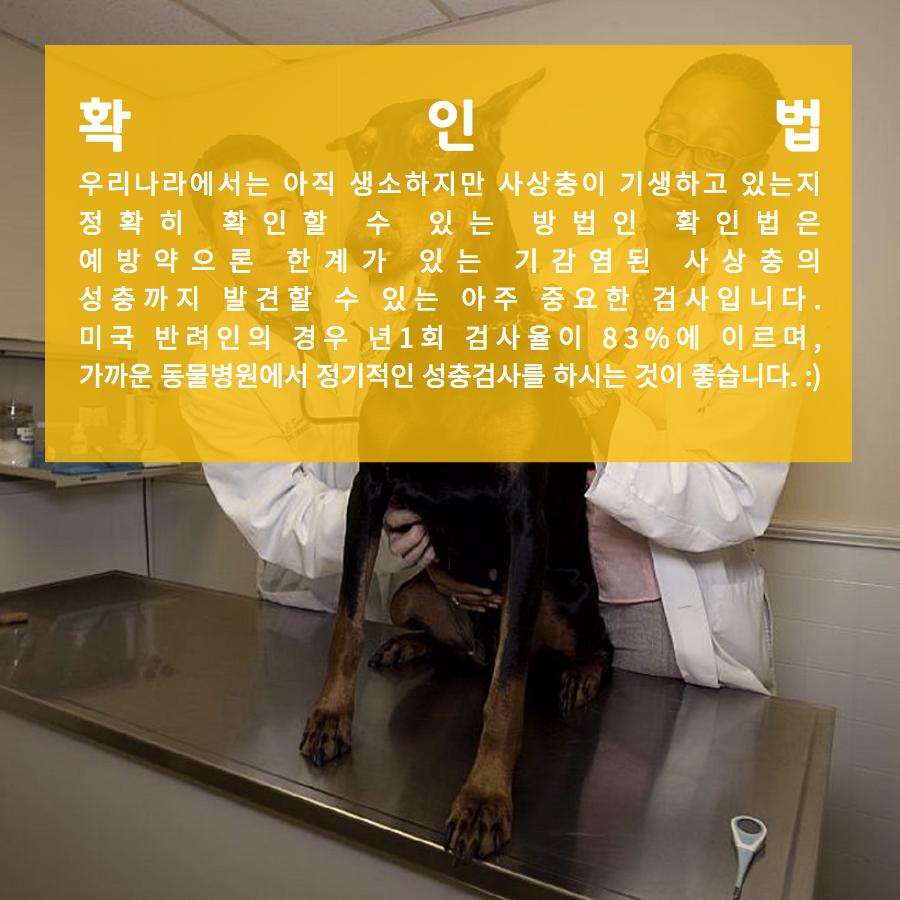 확인법
우리나라에서는 아직 생소하지만 사상충이 기생하고 있는지
정확히 확인할 수 있는 방법인 확인법은
예방약으론 한계가 있는 기감염된 사상충의
성충까지 발견할 수 있는 아주 중요한 검사입니다.
미국 반려인의 경우 년1회 검사율이 83%에 이르며,
가까운 동물병원에서 정기적인 성충검사를 하시는 것이 좋습니다. :)